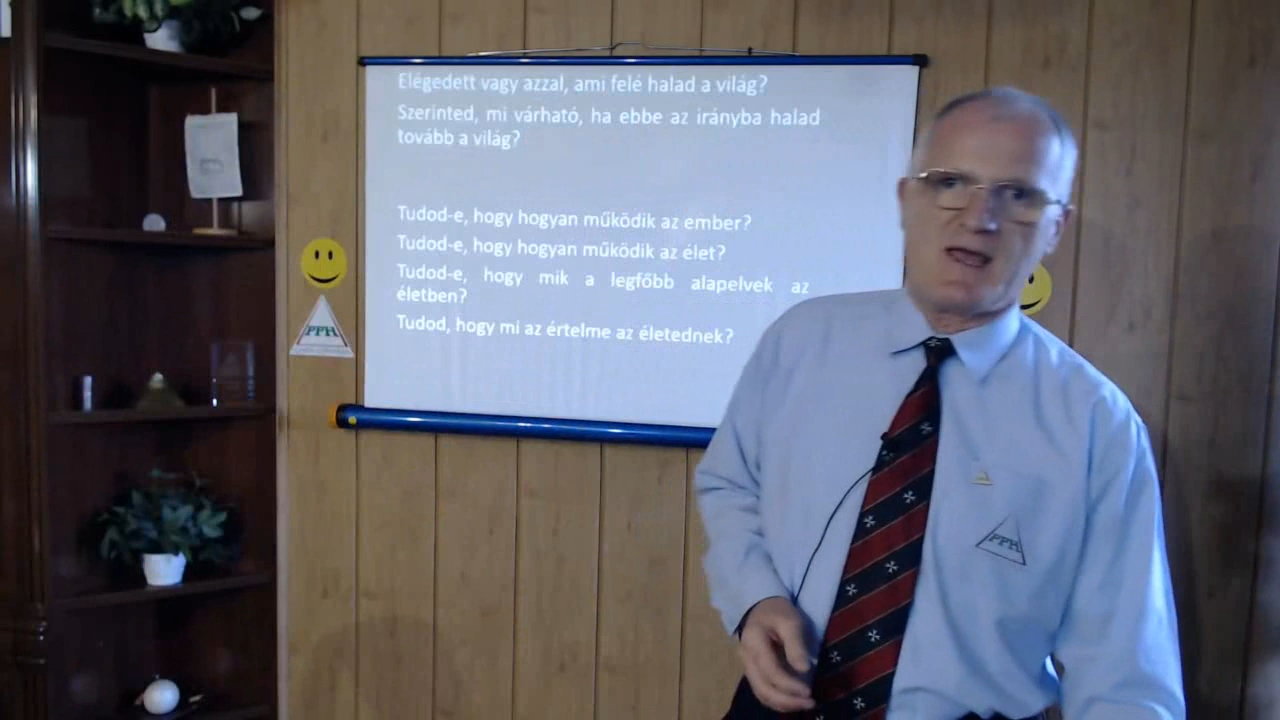 Elégedett vagy azzal, ami felé halad a világ?
Szerinted, mi várható, ha ebbe az irányba halad
tovább a világ?
Tudod-e, hogy hogyan működik az ember?
Tudod-e, hogy hogyan működik az élet?
Tudod-e, hogy mik a legfőbb alapelvek az
életben?
Tudod, hogy mi az értelme az életednek?
PPH
PPH